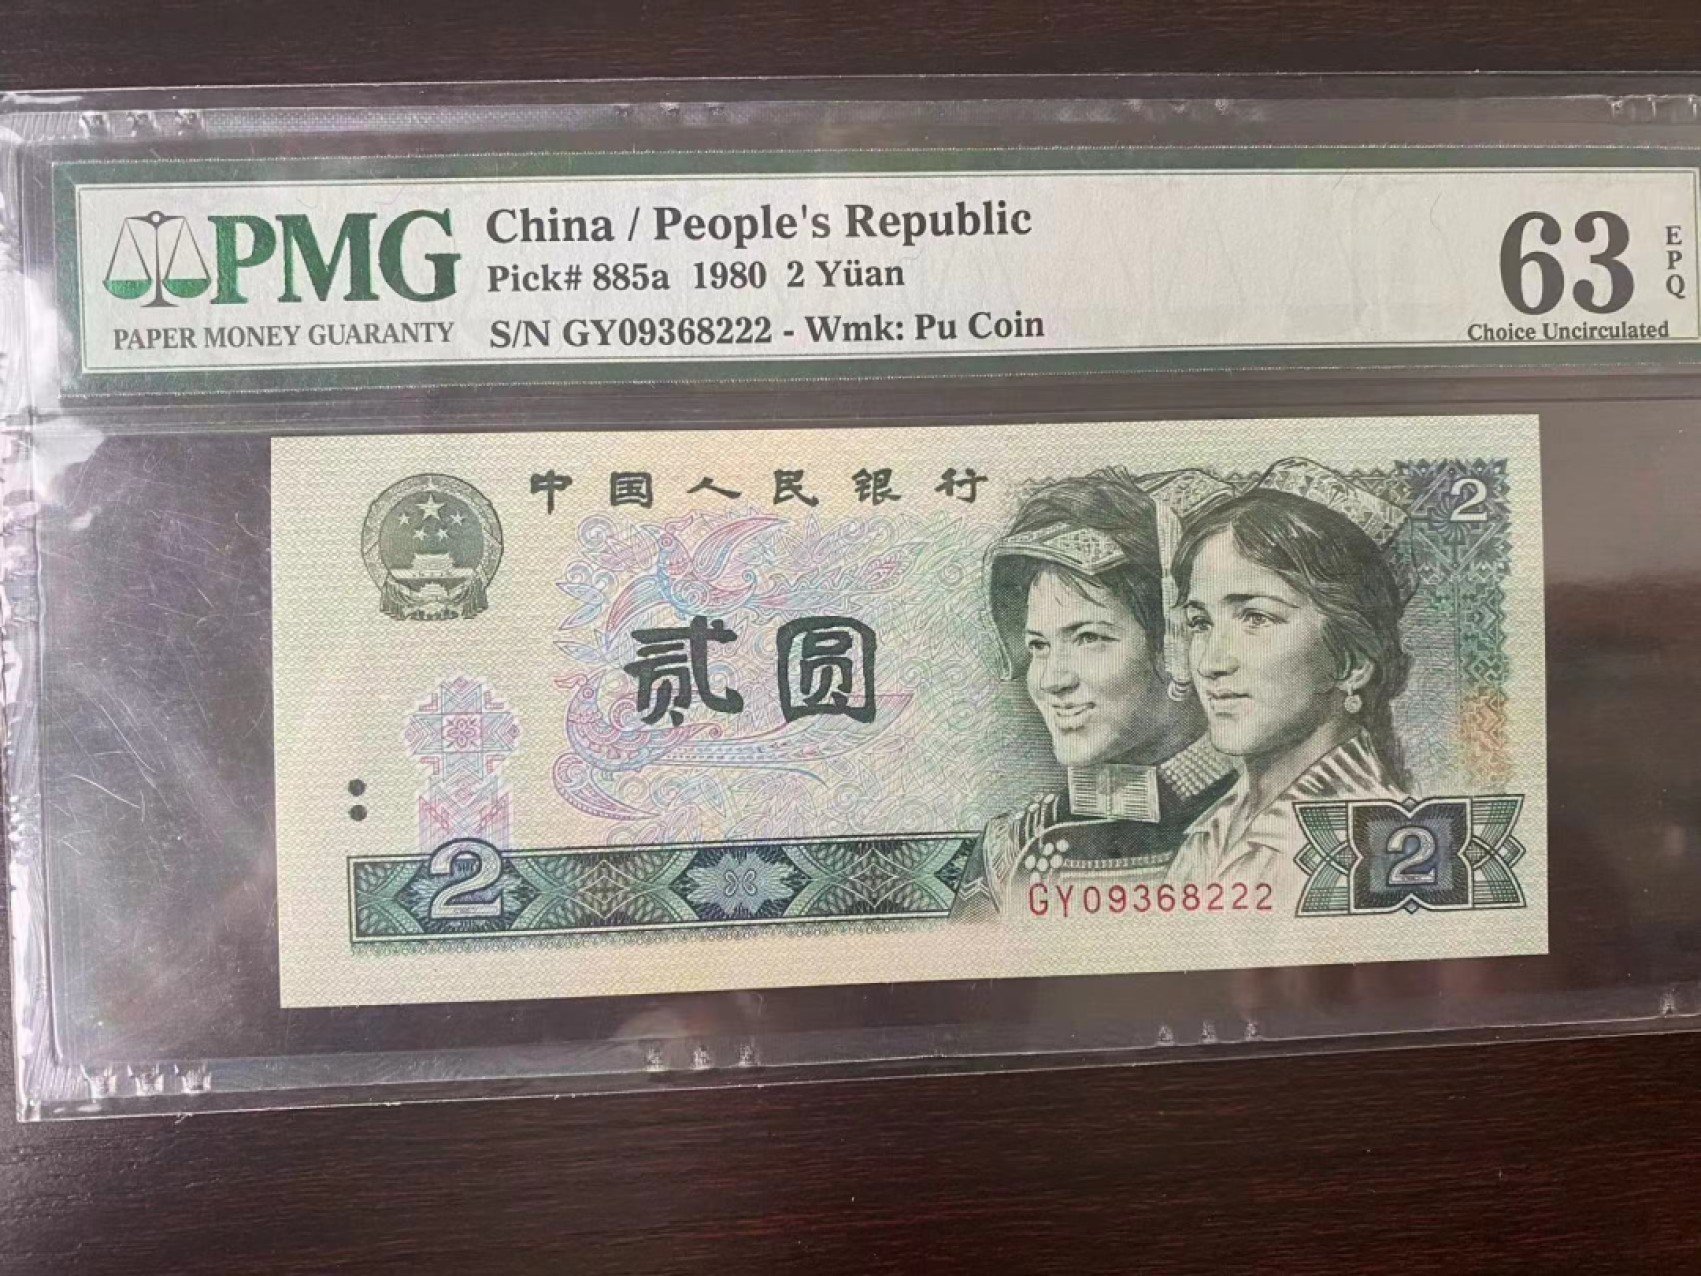 PMG
PAPER MONEY GUARANTY
China / People's Republic
Pick# 885a 1980 2 Yüan
S/N GY09368222 - Wmk: Pu Coin
63
EPQ
Choice Uncirculated
中国人民银行
2
贰圆
2
GY09368222
2